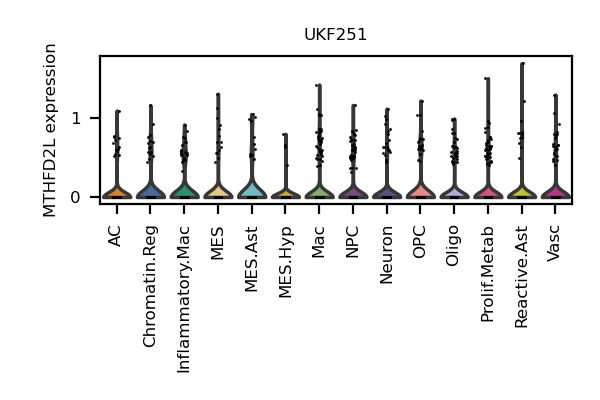 UKF251
MTHFD2L expression
1
0
AC
Chromatin.Reg
Inflammatory.Mac
MES
MES.Ast
MES.Hyp
Mac
NPC
Neuron
OPC
Oligo
Prolif.Metab
Reactive.Ast
Vasc